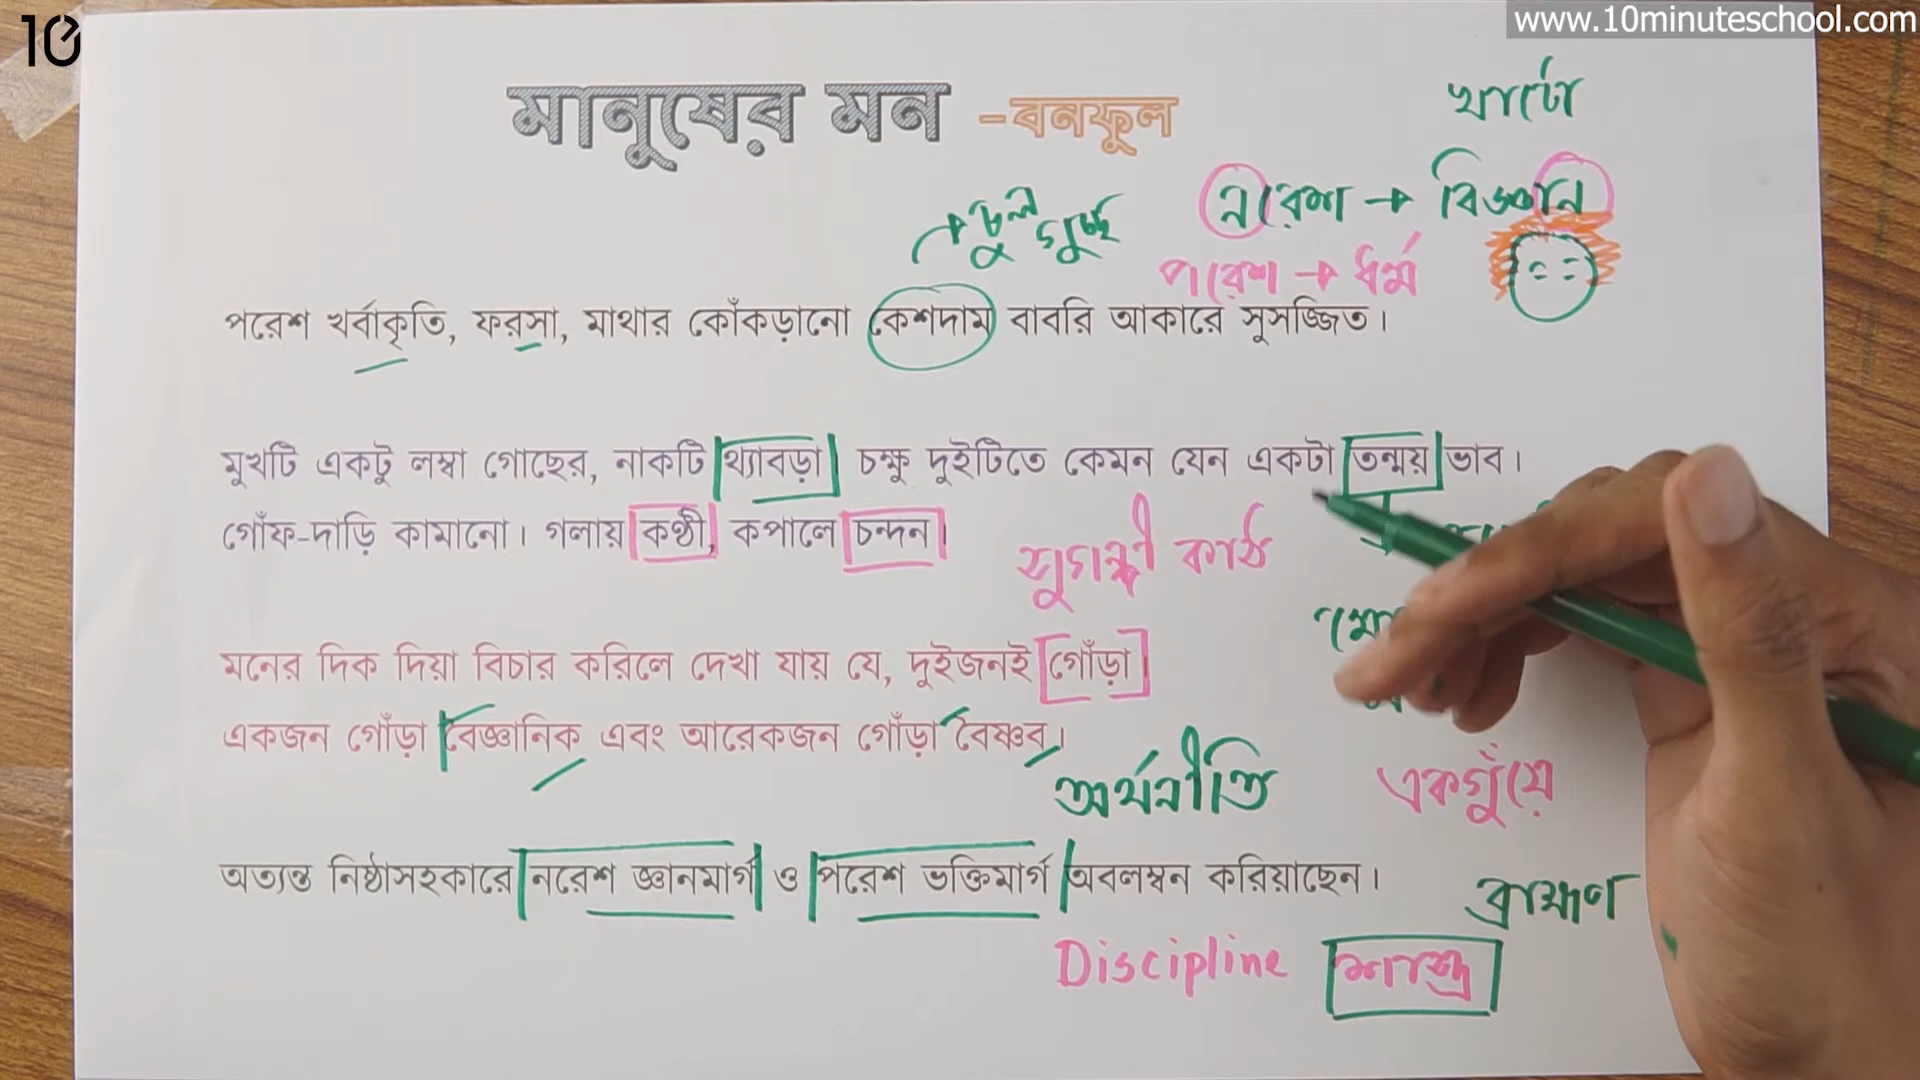 10
www.10minuteschool.com
মানুষের মন -বনফুল
খাটো
চুল গুচ্ছ
নরেশ → বিজ্ঞানি
পরেশ → ধর্ম
পরেশ খর্বাকৃতি, ফরসা, মাথার কোঁকড়ানো কেশদাম বাবরি আকারে সুসজ্জিত।
মুখটি একটু লম্বা গোছের, নাকটি থ্যাবড়া চক্ষু দুইটিতে কেমন যেন একটা তন্ময় ভাব।
গোঁফ-দাড়ি কামানো। গলায় কণ্ঠী, কপালে চন্দন।
সুগন্ধী কাঠ
মনের দিক দিয়া বিচার করিলে দেখা যায় যে, দুইজনই গোঁড়া
একজন গোঁড়া বৈজ্ঞানিক এবং আরেকজন গোঁড়া বৈষ্ণব।
অর্থনীতি
একগুঁয়ে
অত্যন্ত নিষ্ঠাসহকারে নরেশ জ্ঞানমার্গ ও পরেশ ভক্তিমার্গ অবলম্বন করিয়াছেন।
ব্রাহ্মণ
Discipline শাস্ত্র